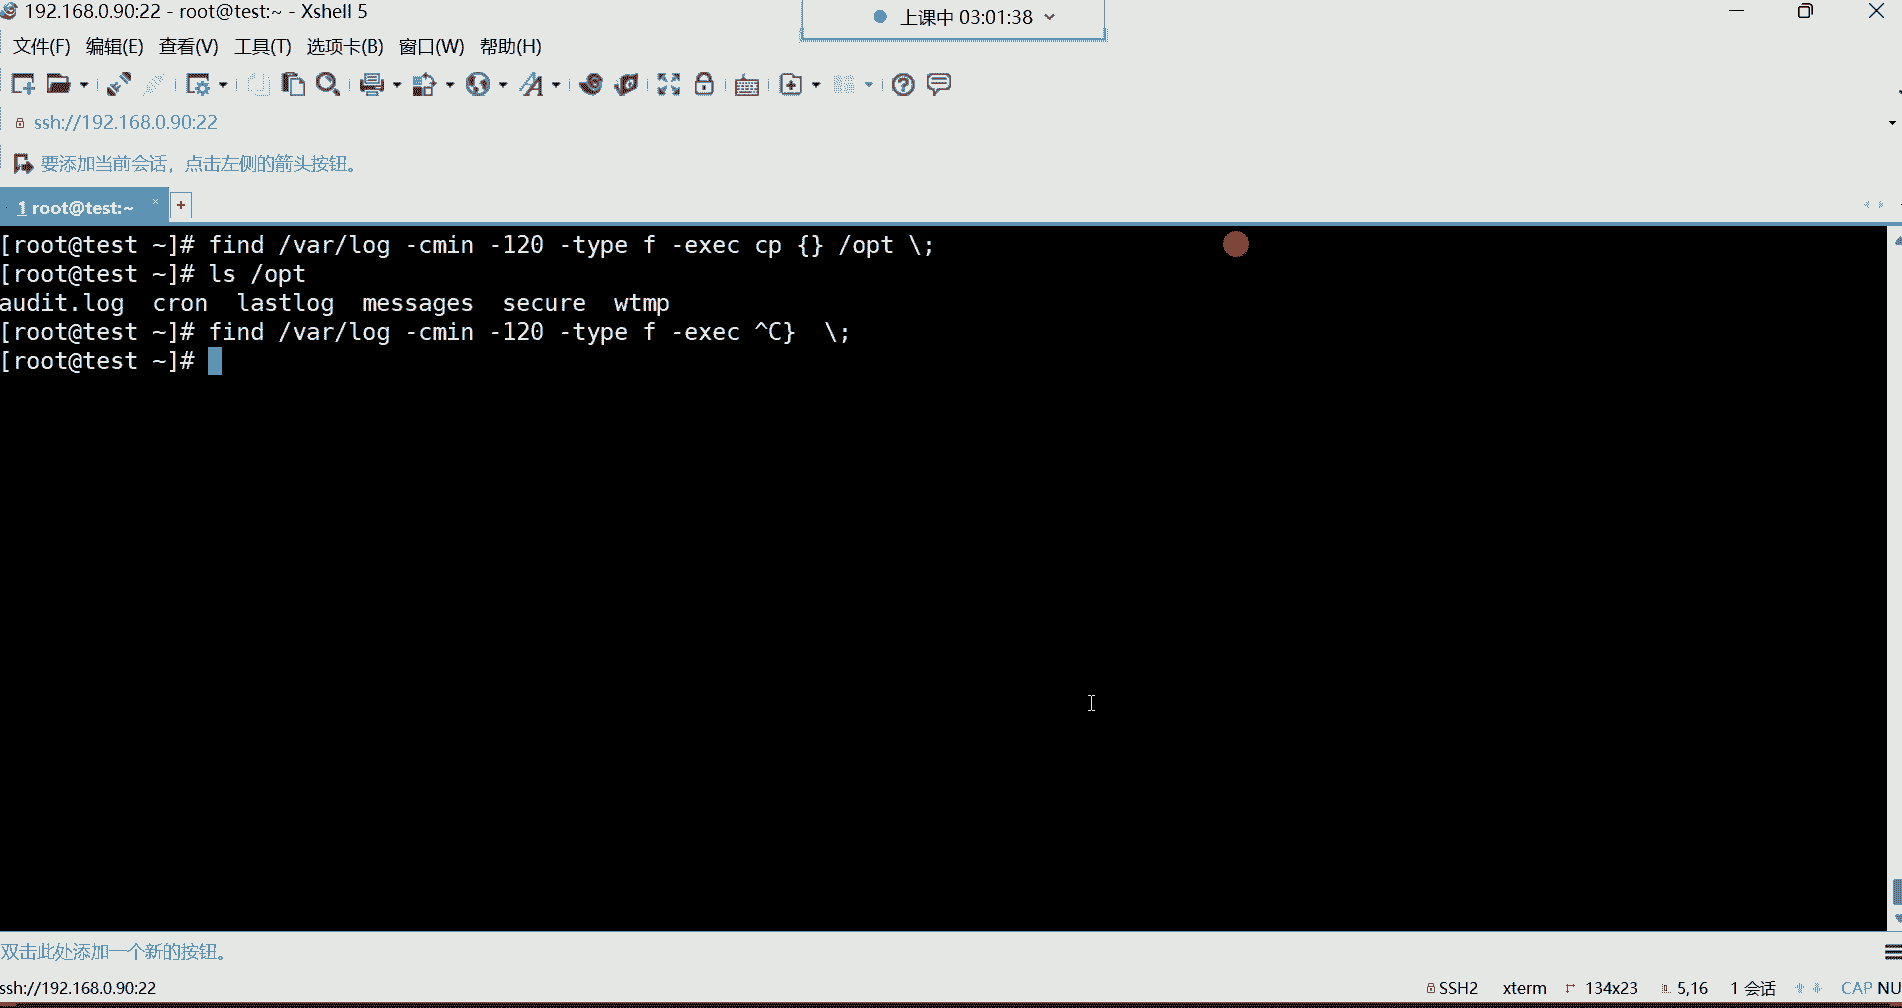 192.168.0.90:22 - root@test:~ - Xshell 5
上课中 03:01:38
文件(F) 编辑(E) 查看(V) 工具(T) 选项卡(B) 窗口(W) 帮助(H)
ssh://192.168.0.90:22
要添加当前会话，点击左侧的箭头按钮。
1 root@test:~
[root@test ~]# find /var/log -cmin -120 -type f -exec cp {} /opt \;
[root@test ~]# ls /opt
audit.log cron lastlog messages secure wtmp
[root@test ~]# find /var/log -cmin -120 -type f -exec ^C} \;
[root@test ~]#
双击此处添加一个新的按钮。
ssh://192.168.0.90:22 SSH2 xterm 134x23 5,16 1 会话 CAP NU